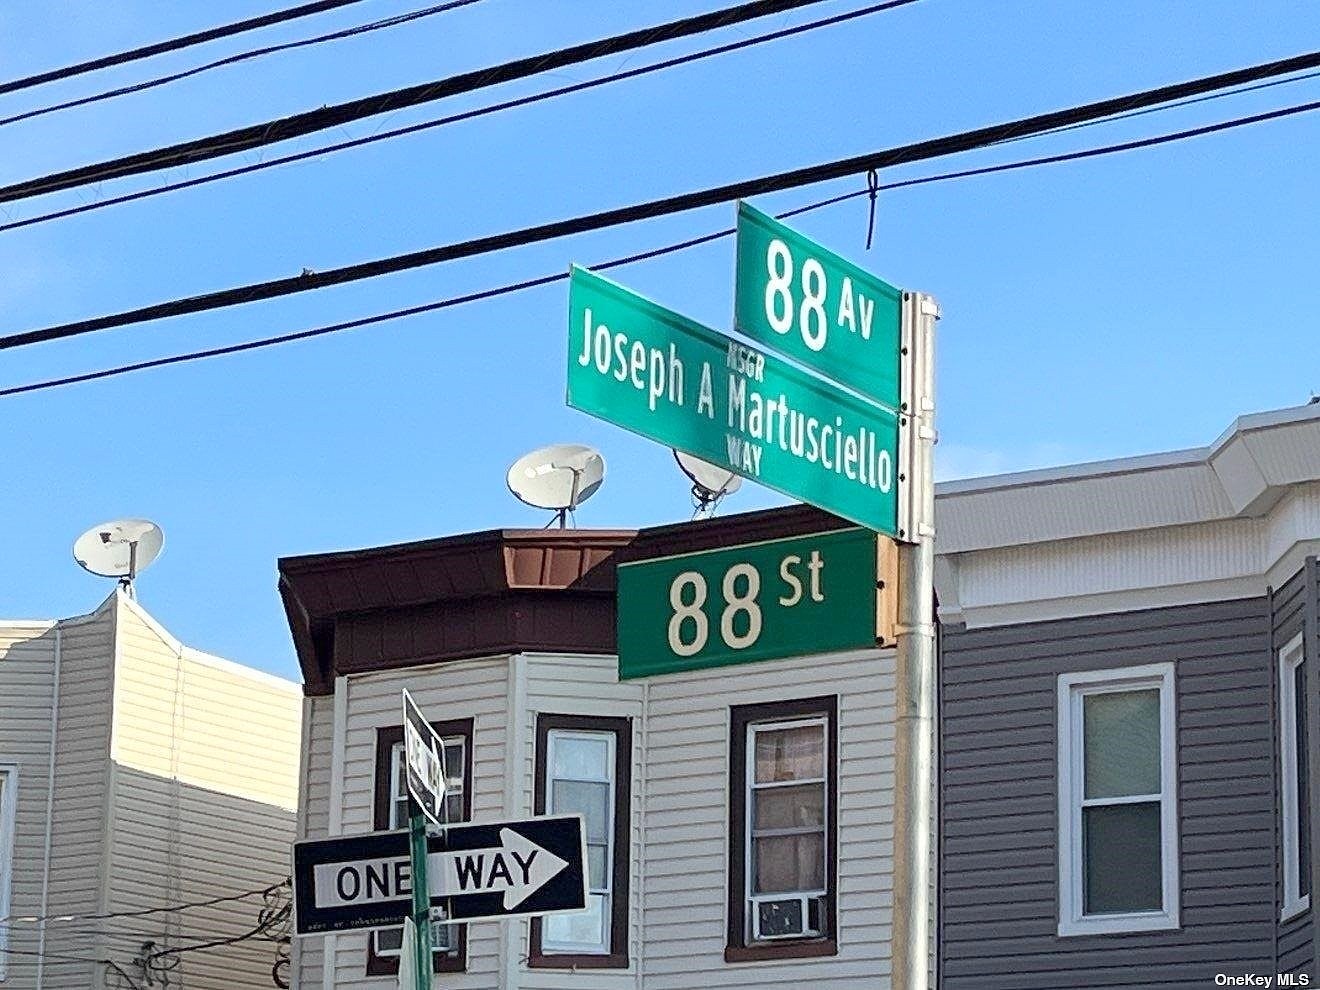 88 Av
MSGR
Joseph A Martusciello
WAY
88 St
ONE WAY
OneKey MLS